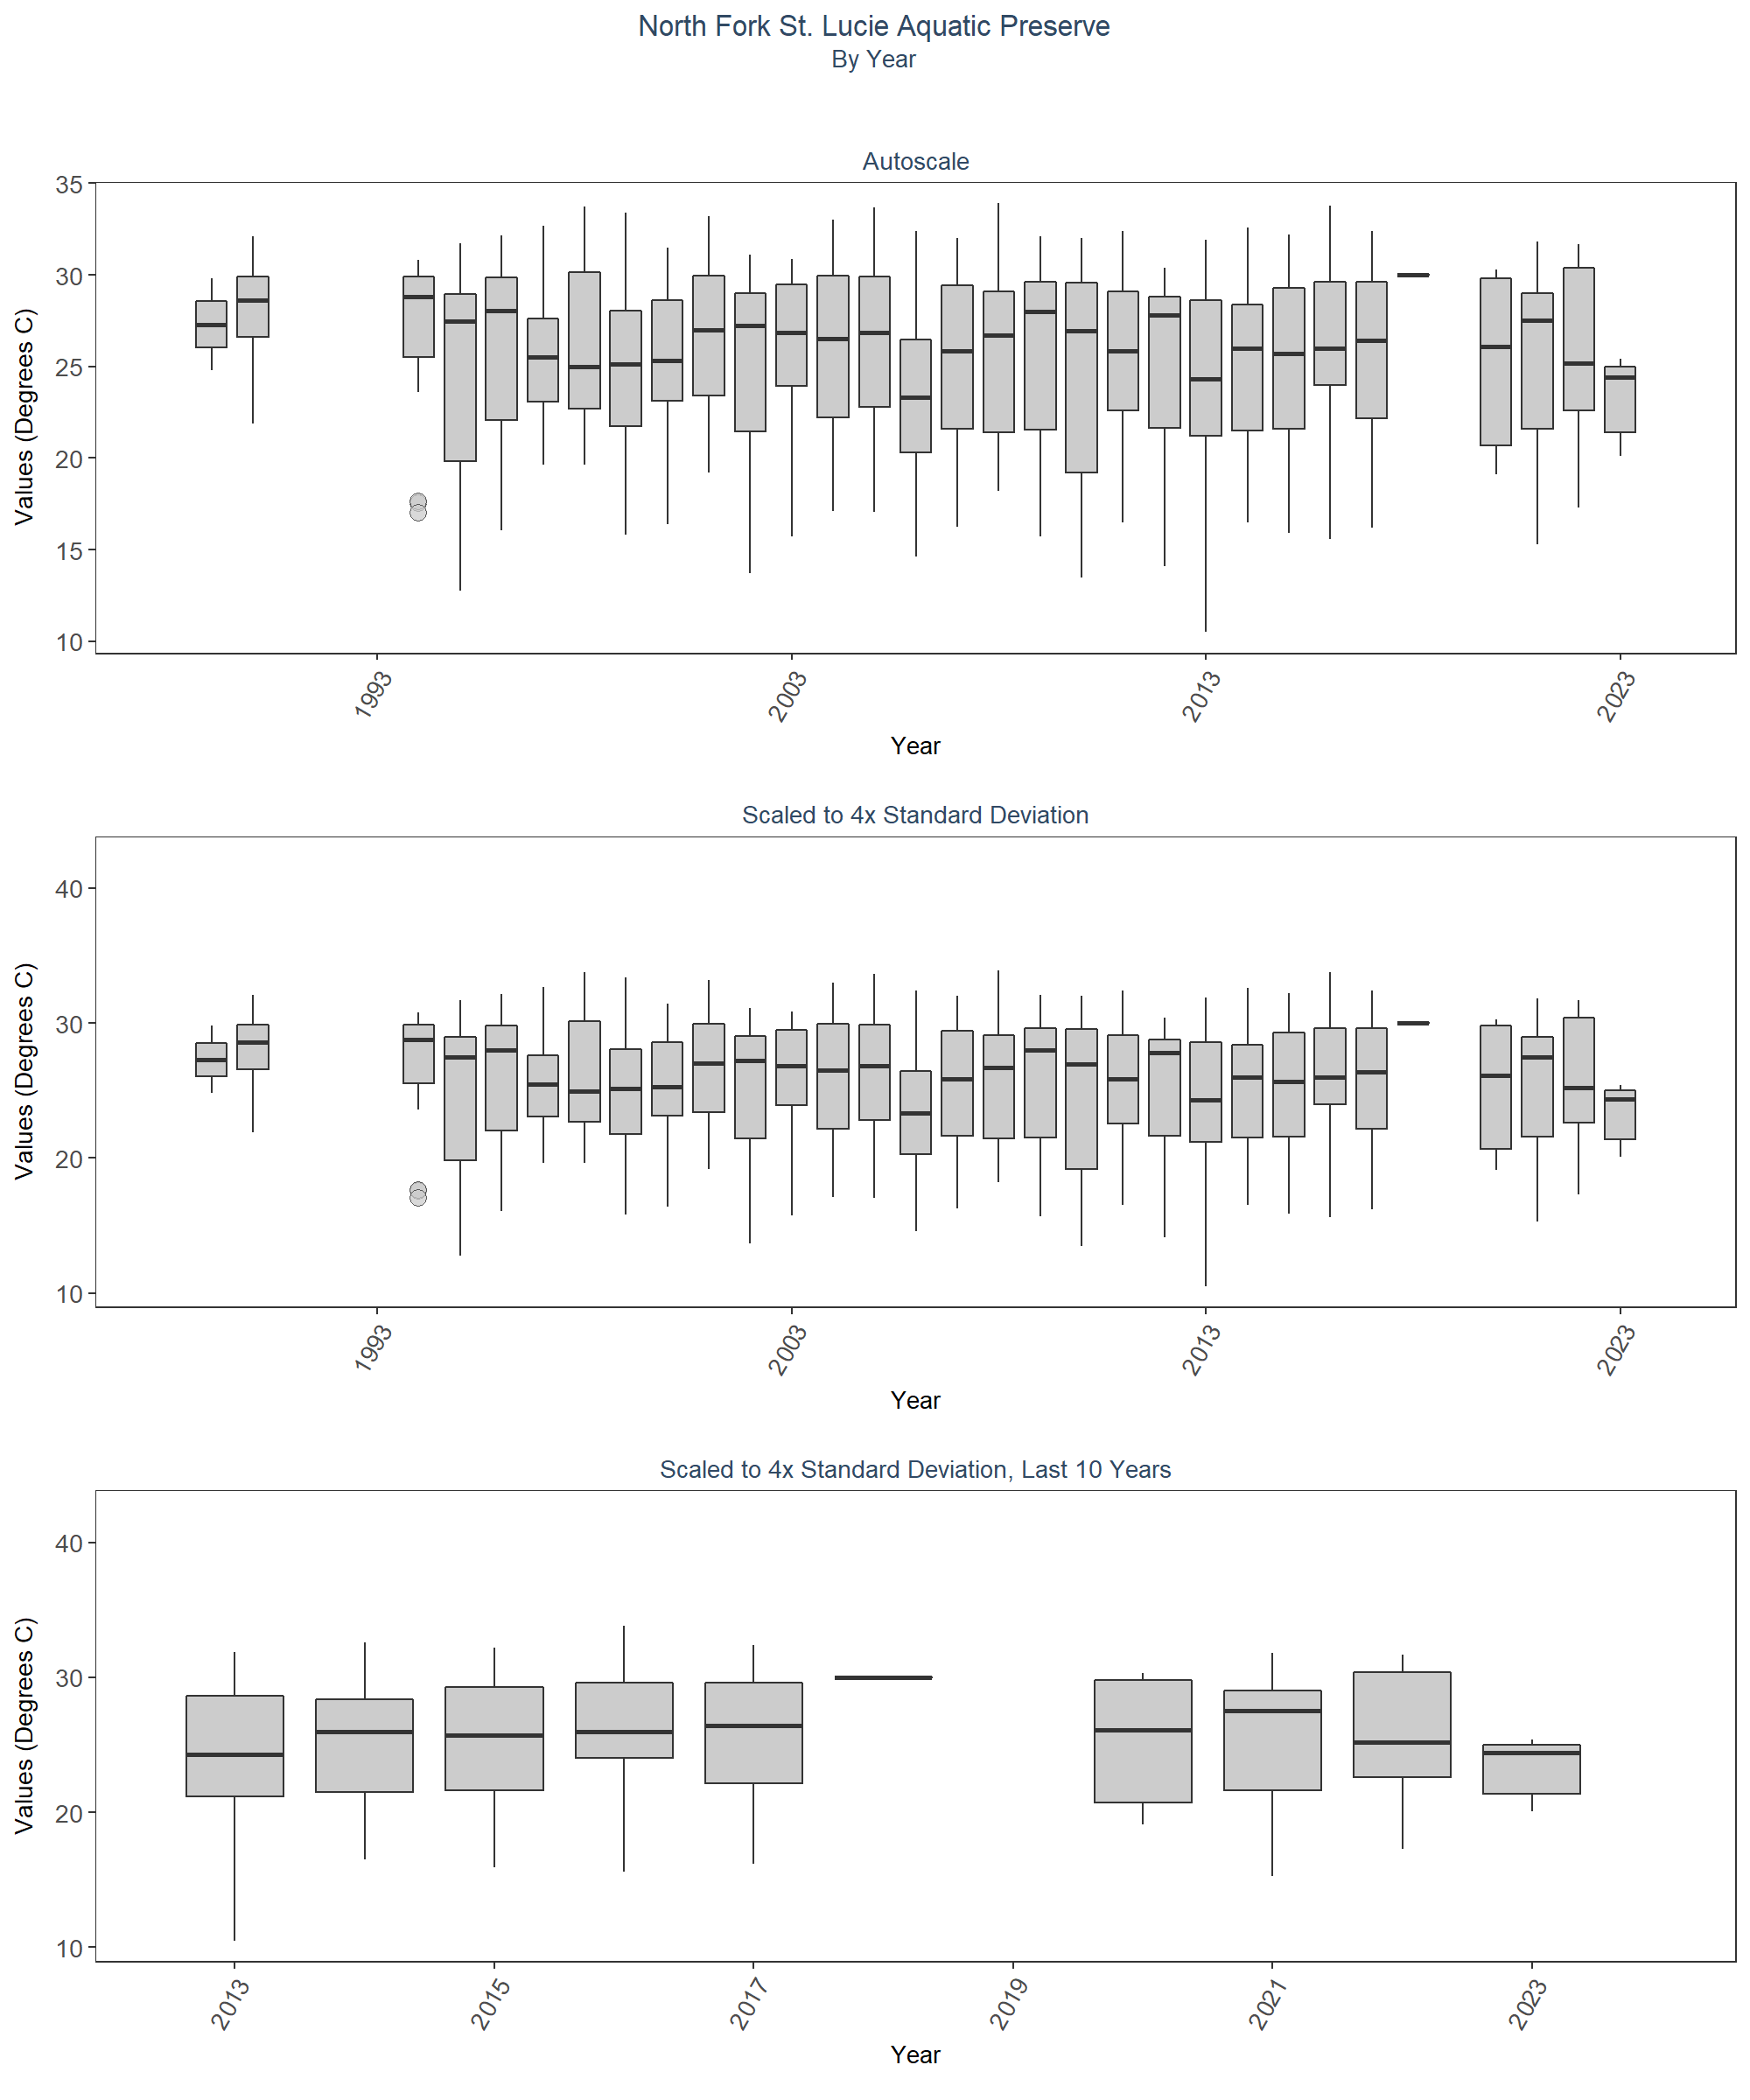 North Fork St. Lucie Aquatic Preserve
By Year
Autoscale
Values (Degrees C)
35
30
25
20
15
10
1993
2003
2013
2023
Year
Scaled to 4x Standard Deviation
Values (Degrees C)
40
30
20
10
1993
2003
2013
2023
Year
Scaled to 4x Standard Deviation, Last 10 Years
Values (Degrees C)
40
30
20
10
2013
2015
2017
2019
2021
2023
Year